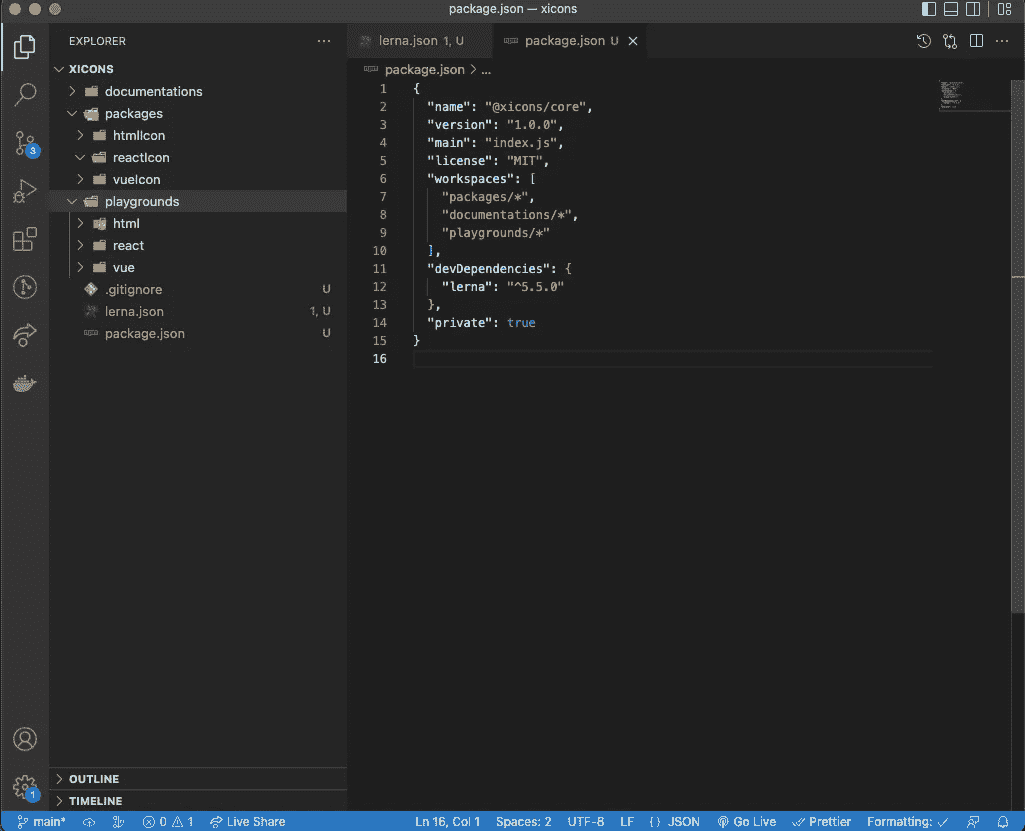 package.json — xicons
EXPLORER
XICONS
documentations
packages
htmlIcon
reactIcon
vueIcon
playgrounds
html
react
vue
.gitignore U
lerna.json 1, U
package.json U
OUTLINE
TIMELINE
lerna.json 1, U package.json U
package.json > ...
1 {
2 "name": "@xicons/core",
3 "version": "1.0.0",
4 "main": "index.js",
5 "license": "MIT",
6 "workspaces": [
7 "packages/*",
8 "documentations/*",
9 "playgrounds/*"
10 ],
11 "devDependencies": {
12 "lerna": "^5.5.0"
13 },
14 "private": true
15 }
16
3
1
main* 0 1 Live Share Ln 16, Col 1 Spaces: 2 UTF-8 LF {} JSON Go Live Prettier Formatting: ✓